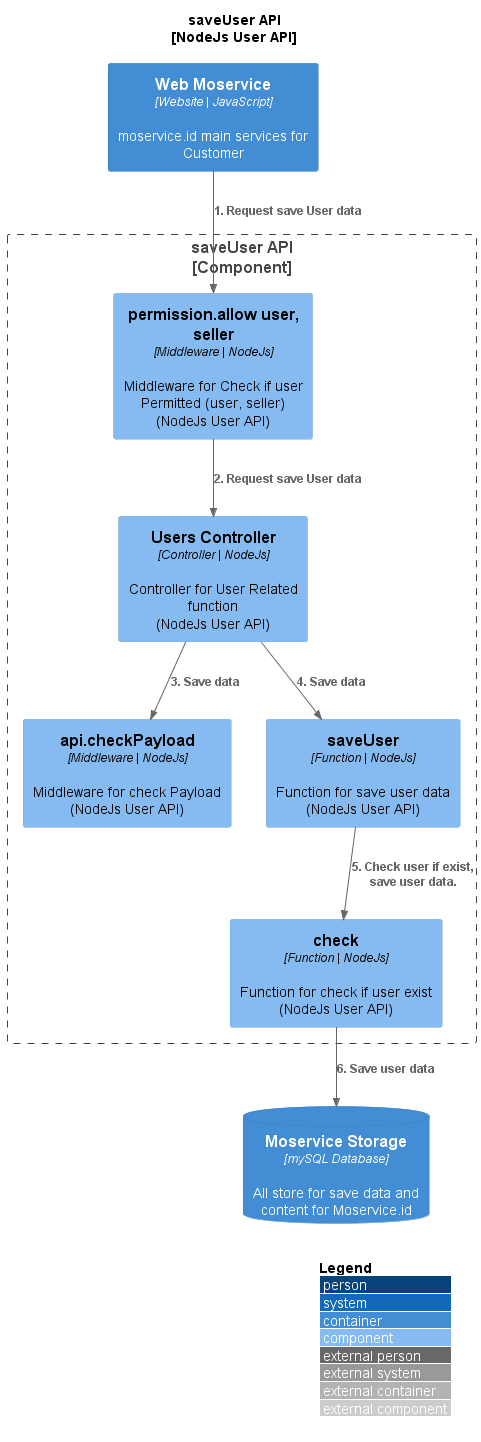 saveUser API
[NodeJs User API]
Web Moservice
[Website | JavaScript]
moservice.id main services for
Customer
1. Request save User data
saveUser API
[Component]
permission.allow user,
seller
[Middleware | NodeJs]
Middleware for Check if user
Permitted (user, seller)
(NodeJs User API)
2. Request save User data
Users Controller
[Controller | NodeJs]
Controller for User Related
function
(NodeJs User API)
3. Save data
4. Save data
api.checkPayload
[Middleware | NodeJs]
Middleware for check Payload
(NodeJs User API)
saveUser
[Function | NodeJs]
Function for save user data
(NodeJs User API)
5. Check user if exist,
save user data.
check
[Function | NodeJs]
Function for check if user exist
(NodeJs User API)
6. Save user data
Moservice Storage
[mySQL Database]
All store for save data and
content for Moservice.id
Legend
person
system
container
component
external person
external system
external container
external component